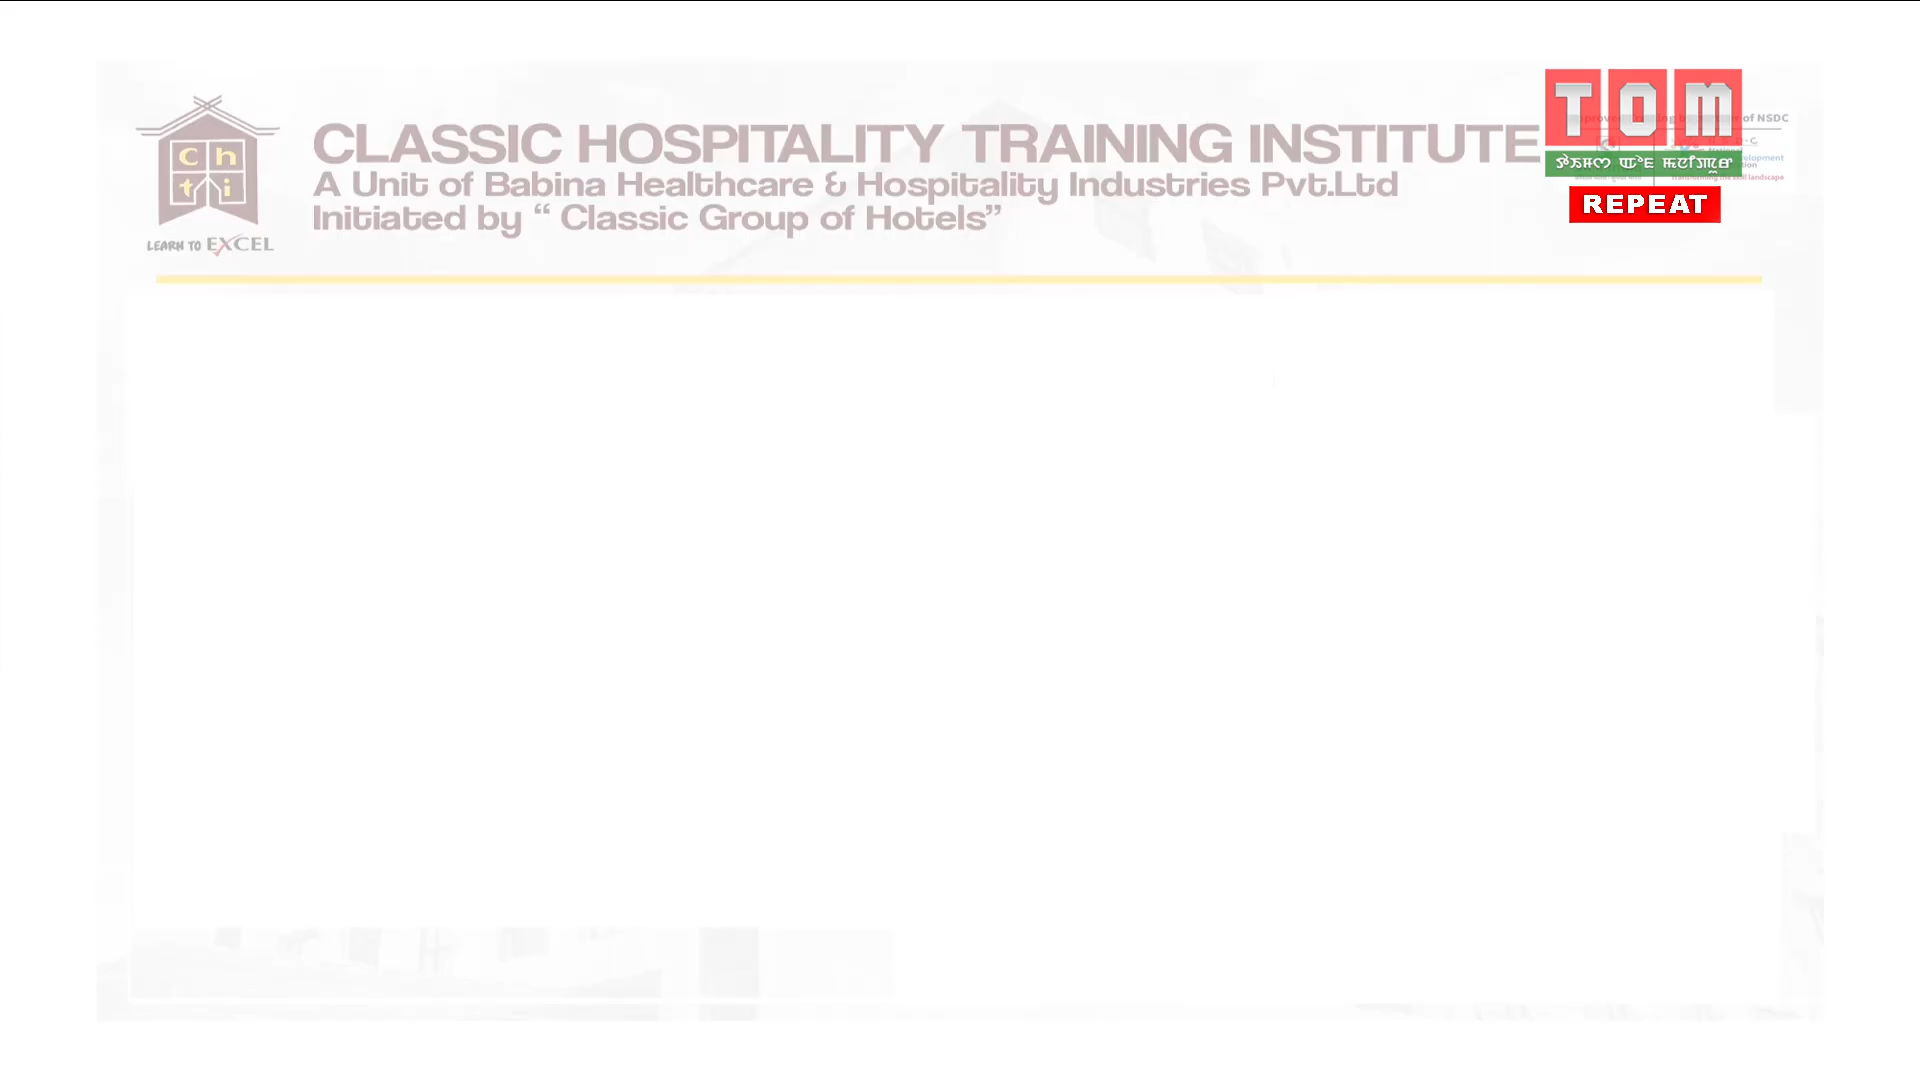 ch
ti
LEARN TO EXCEL
CLASSIC HOSPITALITY TRAINING INSTITUTE
A Unit of Babina Healthcare & Hospitality Industries Pvt.Ltd
Initiated by “ Classic Group of Hotels”
TOM
REPEAT
of NSDC